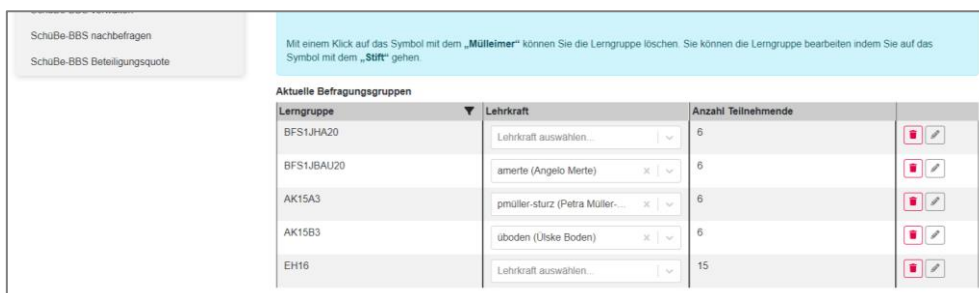 SchüBe-BBS nachbefragen
SchüBe-BBS Beteiligungsquote
Mit einem Klick auf das Symbol mit dem „Mülleimer" können Sie die Lerngruppe löschen. Sie können die Lerngruppe bearbeiten indem Sie auf das
Symbol mit dem „Stift" gehen.
Aktuelle Befragungsgruppen
Lerngruppe Lehrkraft Anzahl Teilnehmende
BFS1JHA20 Lehrkraft auswählen... 6
BFS1JBAU20 amerte (Angelo Merte) 6
AK15A3 pmüller-sturz (Petra Müller-... 6
AK15B3 üboden (Ülske Boden) 6
EH16 Lehrkraft auswählen... 15